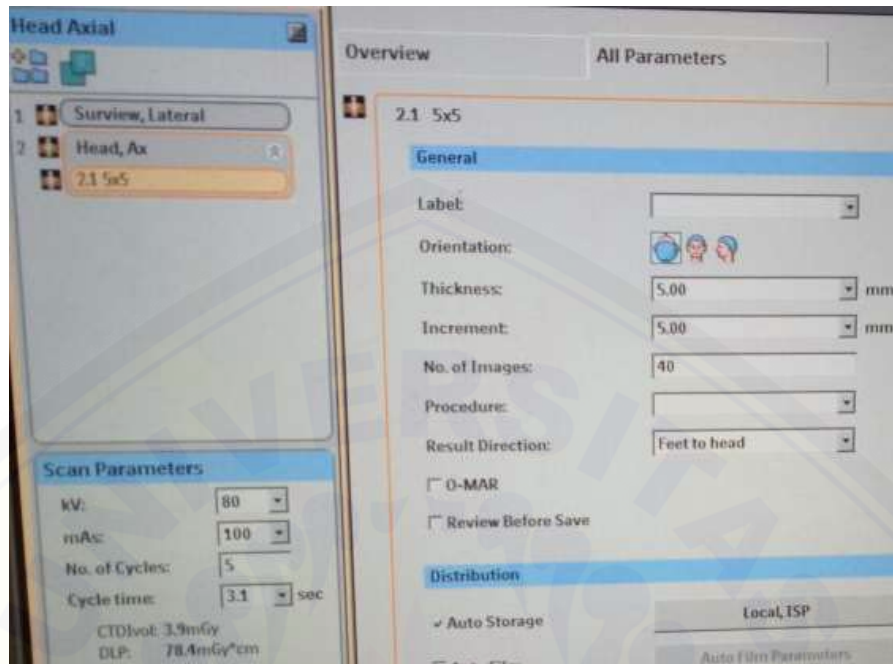 Head Axial
1 Surview, Lateral
2 Head, Ax
2.1 5x5
Scan Parameters
kV: 80
mAs: 100
No. of Cycles: 5
Cycle time: 3.1 sec
CTDIvol: 3.9mGy
DLP: 78.4mGy*cm
Overview
All Parameters
2.1 5x5
General
Label:
Orientation:
Thickness: 5.00 mm
Increment: 5.00 mm
No. of Images: 40
Procedure:
Result Direction: Feet to head
O-MAR
Review Before Save
Distribution
Auto Storage Local, ISP
Auto Film Parameters